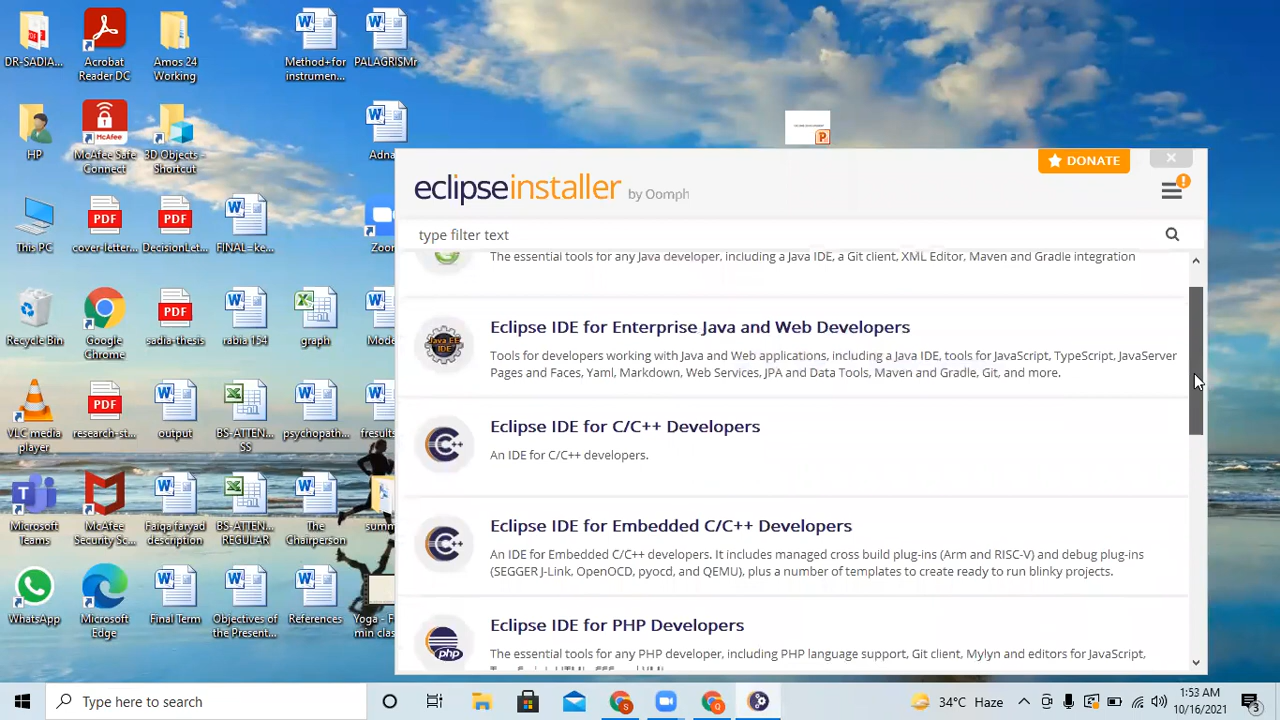 DR-SADIA...
Acrobat
Reader DC
Amos 24
Working
Method+for
instrumen...
PALAGRISMr
HP
McAfee Safe
Connect
3D Objects -
Shortcut
Adna
This PC
cover-letter...
DecisionLet...
FINAL--ke...
Zoo
Recycle Bin
Google
Chrome
sadia-thesis
rabia 154
graph
Mode
VLC media
player
research-st...
output
BS-ATTEN...
SS
psychopath...
fresults
Microsoft
Teams
McAfee
Security Sc...
Faiqa faryad
description
BS-ATTEN...
REGULAR
The
Chairperson
summ
WhatsApp
Microsoft
Edge
Final Term
Objectives of
the Present...
References
Yoga - F
min clas
DONATE
eclipseinstaller by Oomph
type filter text
The essential tools for any Java developer, including a Java IDE, a Git client, XML Editor, Maven and Gradle integration
Java EE
IDE
Eclipse IDE for Enterprise Java and Web Developers
Tools for developers working with Java and Web applications, including a Java IDE, tools for JavaScript, TypeScript, JavaServer
Pages and Faces, Yaml, Markdown, Web Services, JPA and Data Tools, Maven and Gradle, Git, and more.
C++
Eclipse IDE for C/C++ Developers
An IDE for C/C++ developers.
C++
Eclipse IDE for Embedded C/C++ Developers
An IDE for Embedded C/C++ developers. It includes managed cross build plug-ins (Arm and RISC-V) and debug plug-ins
(SEGGER J-Link, OpenOCD, pyocd, and QEMU), plus a number of templates to create ready to run blinky projects.
php
Eclipse IDE for PHP Developers
The essential tools for any PHP developer, including PHP language support, Git client, Mylyn and editors for JavaScript,
Type here to search
34°C Haze
1:53 AM
10/16/2021
3